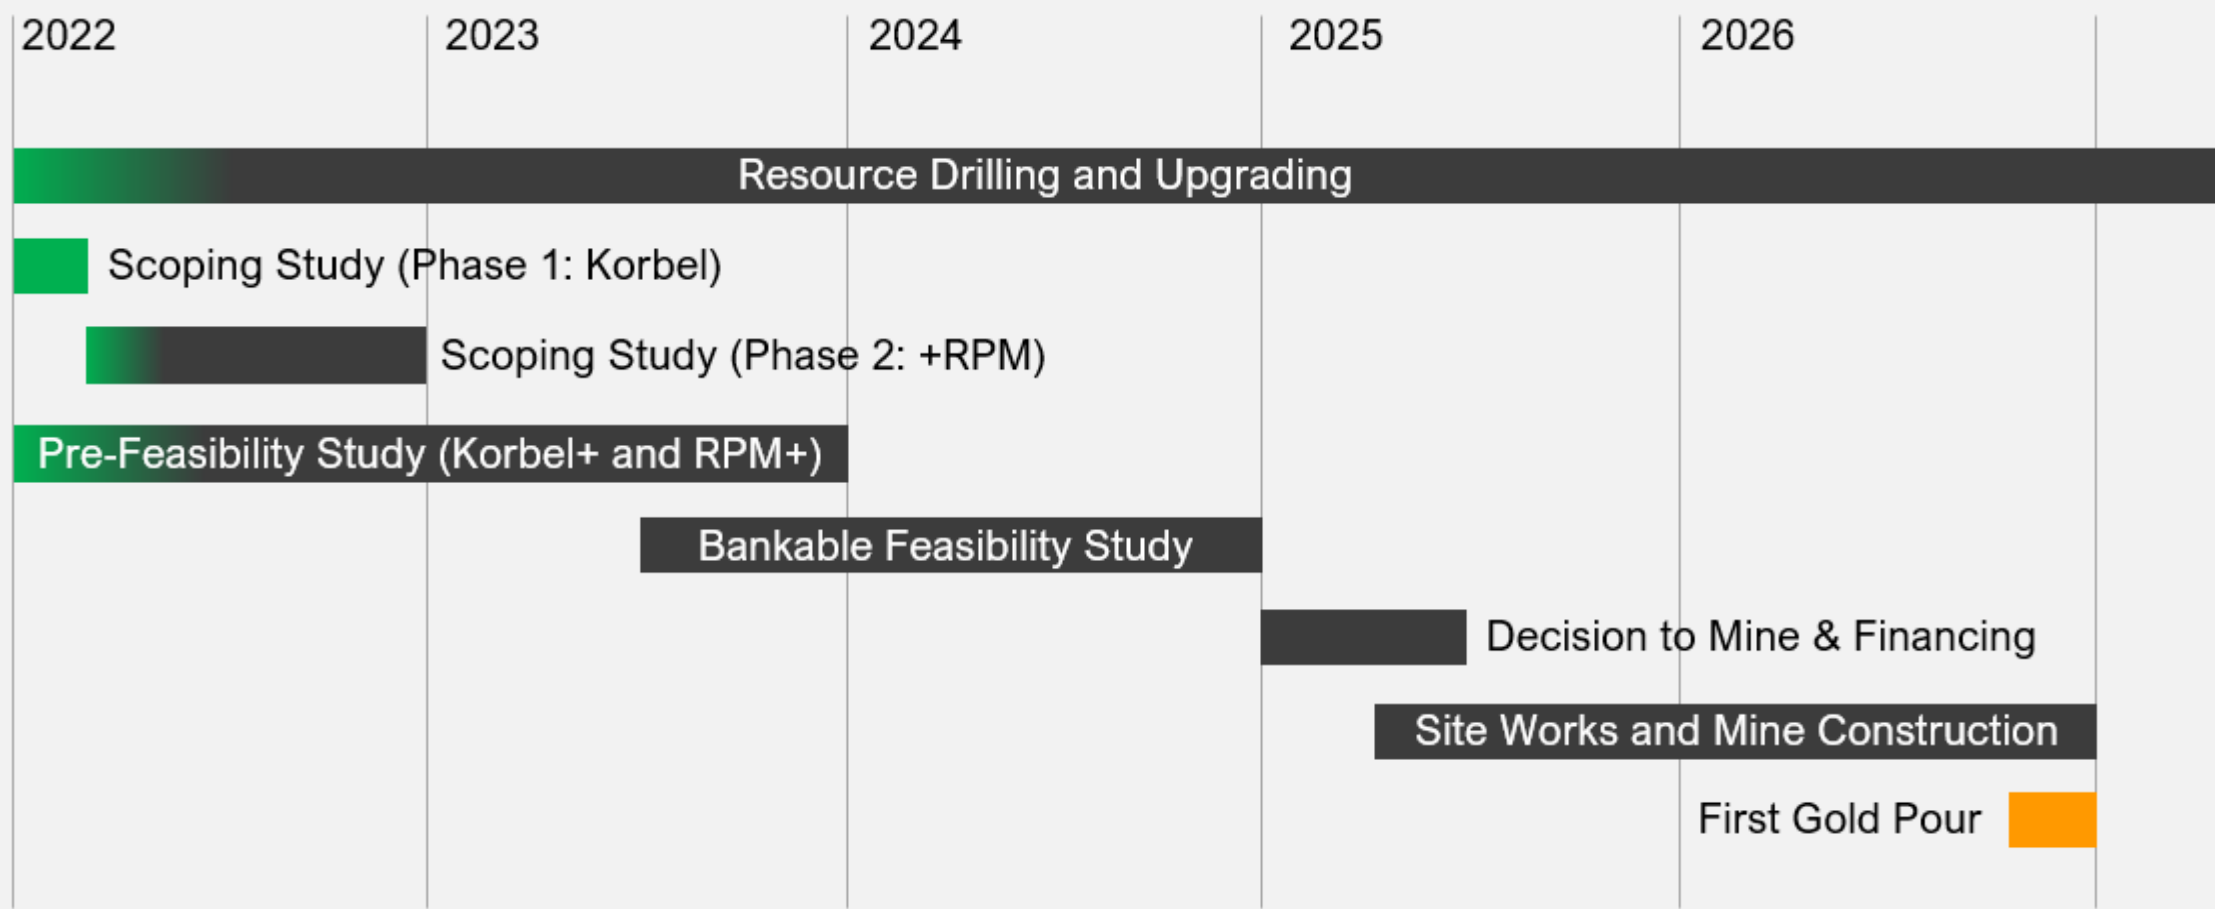 2022
2023
2024
2025
2026
Resource Drilling and Upgrading
Scoping Study (Phase 1: Korbel)
Scoping Study (Phase 2: +RPM)
Pre-Feasibility Study (Korbel+ and RPM+)
Bankable Feasibility Study
Decision to Mine & Financing
Site Works and Mine Construction
First Gold Pour